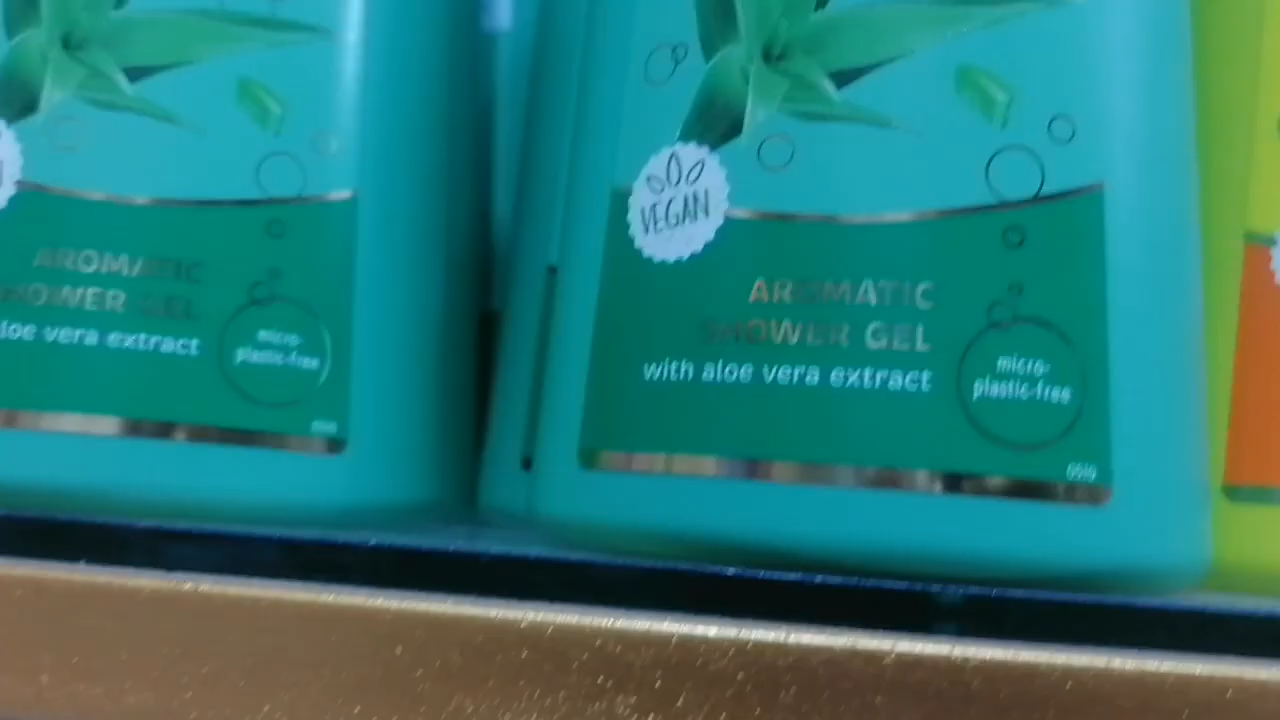 AROMATIC
SHOWER GEL
aloe vera extract
micro-
plastic-free
VEGAN
AROMATIC
SHOWER GEL
with aloe vera extract
micro-
plastic-free